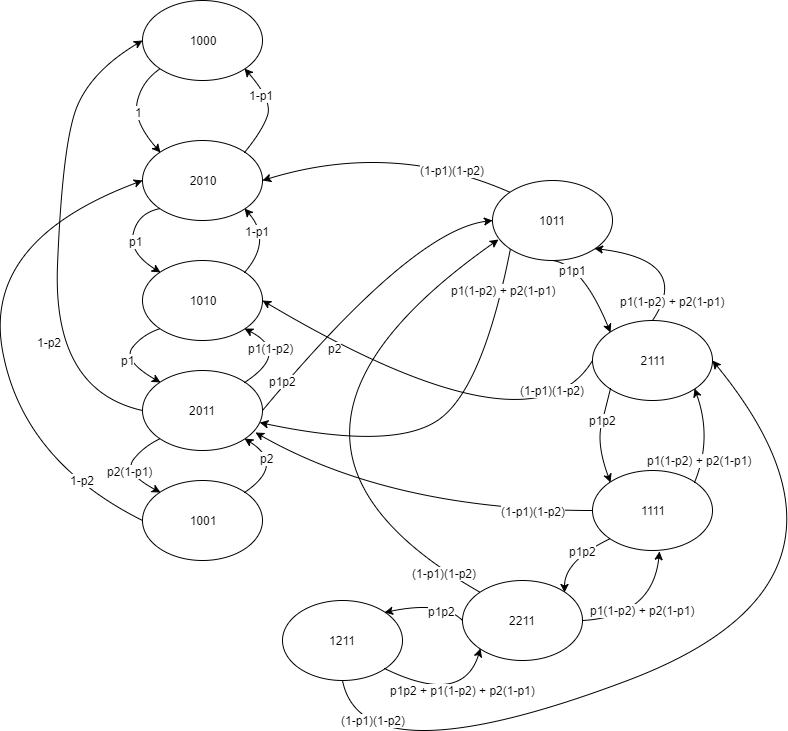 1000
1
1-p1
2010
(1-p1)(1-p2)
1011
p1
1-p1
p1p1
p1(1-p2) + p2(1-p1)
p1(1-p2) + p2(1-p1)
1010
1-p2
p1
p1(1-p2)
p2
2111
p1p2
(1-p1)(1-p2)
2011
p1p2
p2(1-p1)
p2
p1(1-p2) + p2(1-p1)
1-p2
1001
(1-p1)(1-p2)
1111
p1p2
(1-p1)(1-p2)
p1p2
p1(1-p2) + p2(1-p1)
2211
1211
p1p2 + p1(1-p2) + p2(1-p1)
(1-p1)(1-p2)